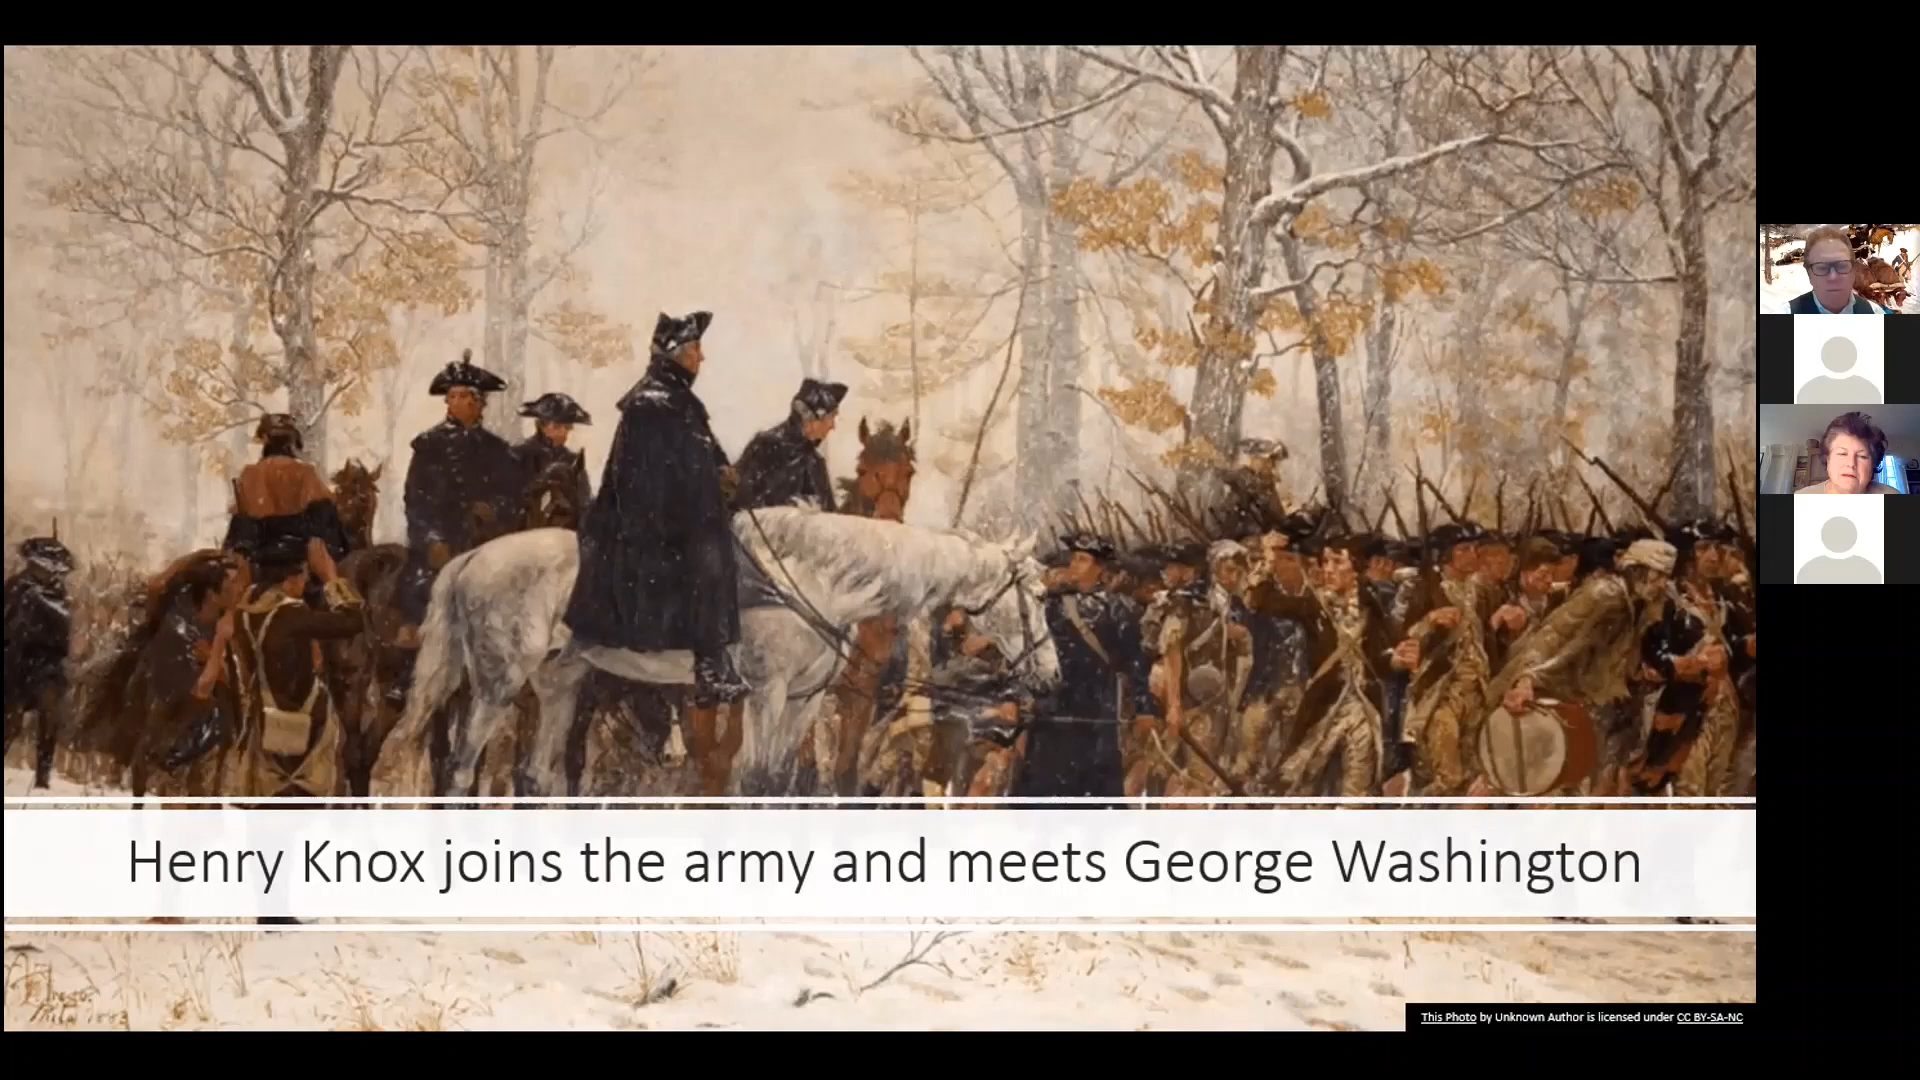 Henry Knox joins the army and meets George Washington
This Photo by Unknown Author is licensed under CC BY-SA-NC